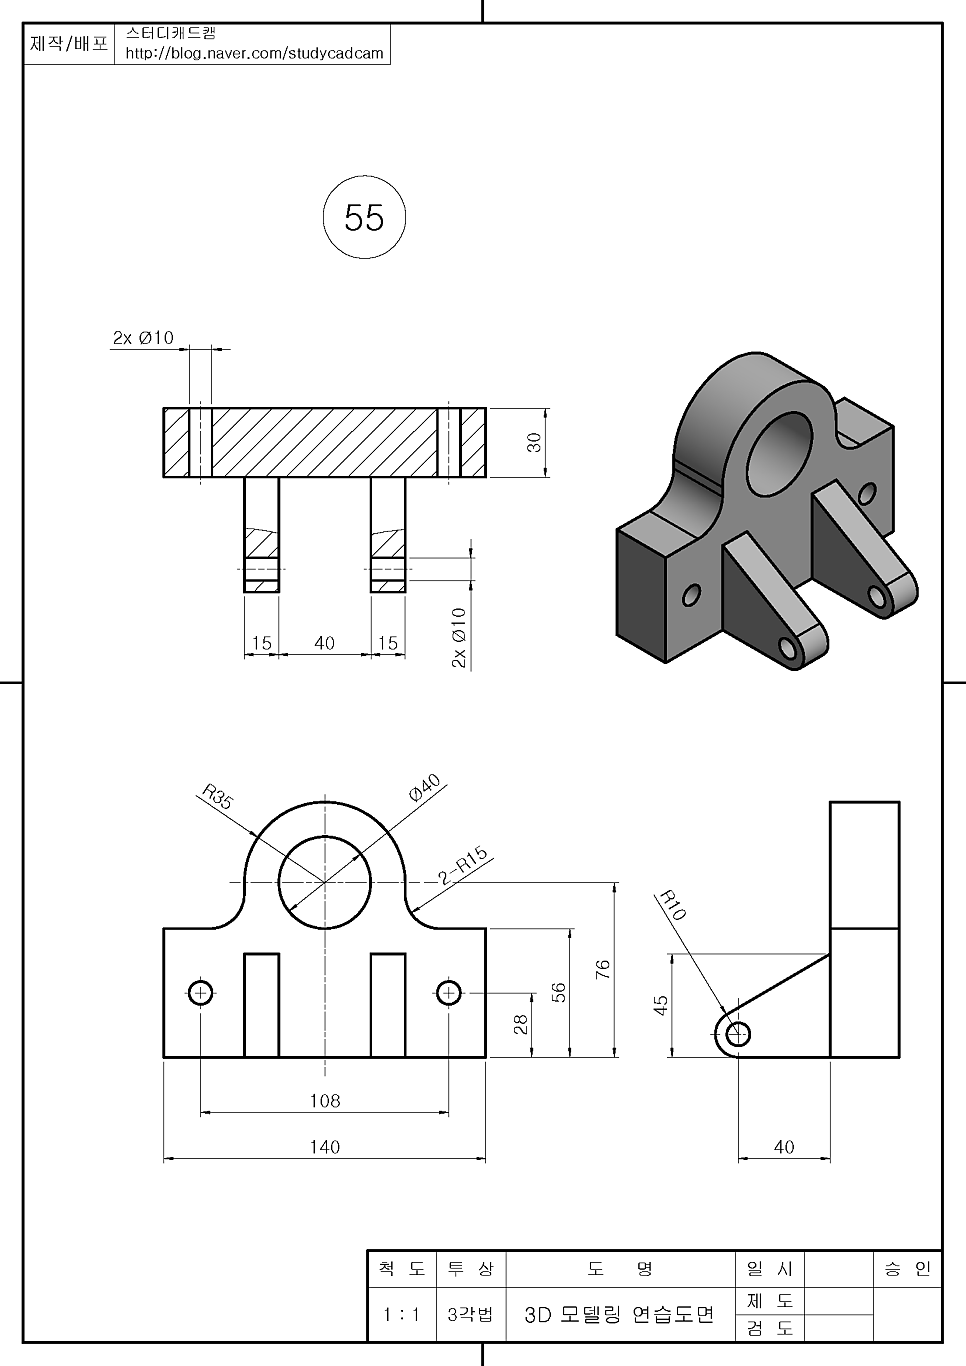 제작/배포
스터디캐드캠
http://blog.naver.com/studycadcam
55
2x Ø10
30
15
40
15
2x Ø10
R35
Ø40
2-R15
76
56
28
108
140
R10
45
40
척 도
투 상
도 명
일 시
승 인
1 : 1
3각법
3D 모델링 연습도면
제 도
검 도